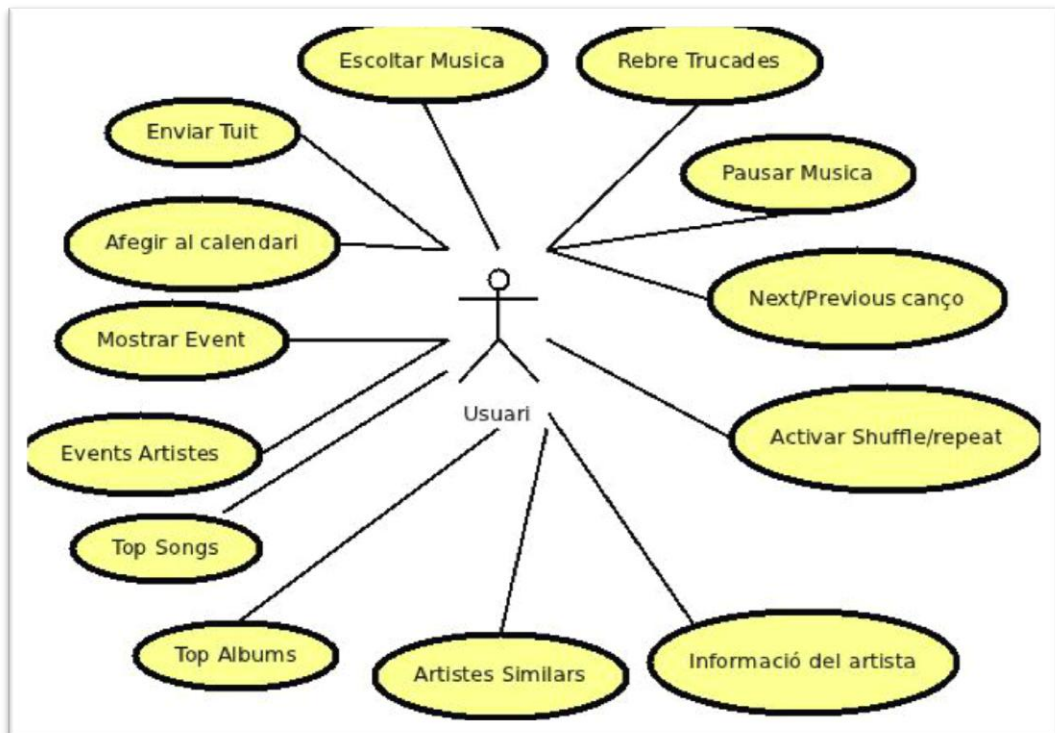 Escoltar Musica
Rebre Trucades
Enviar Tuit
Pausar Musica
Afegir al calendari
Next/Previous canço
Mostrar Event
Usuari
Activar Shuffle/repeat
Events Artistes
Top Songs
Top Albums
Artistes Similars
Informació del artista